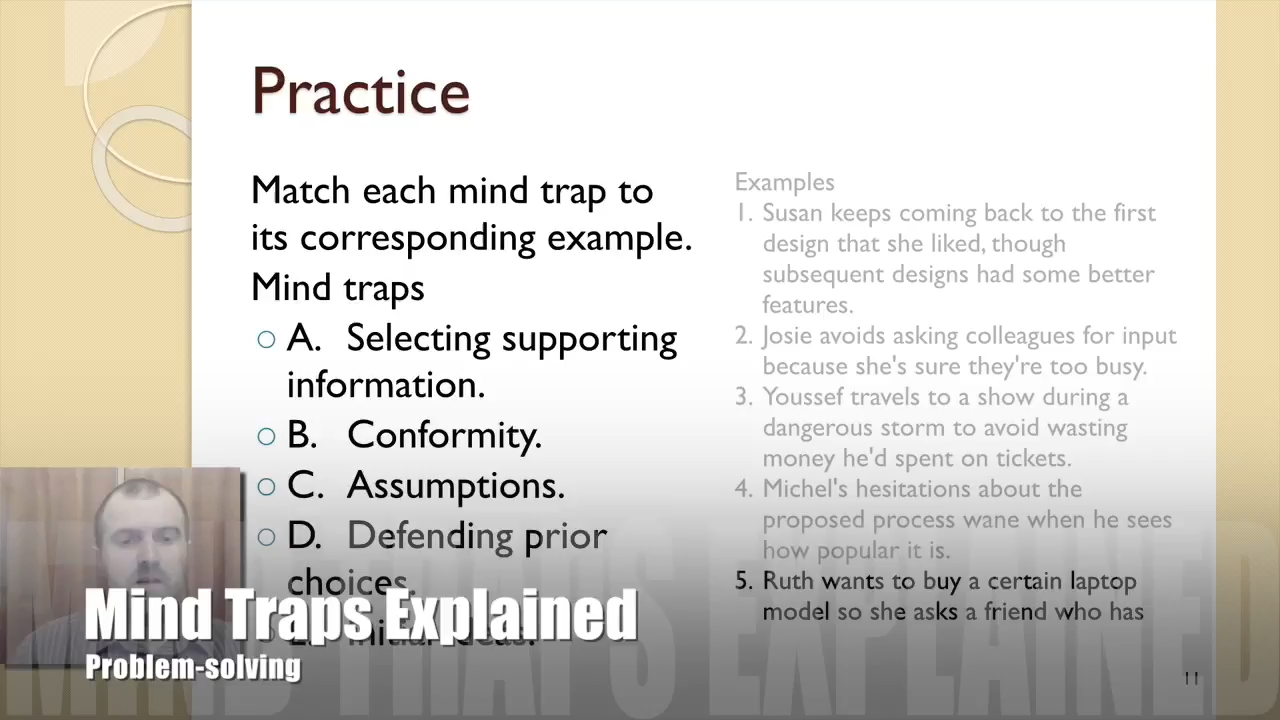 Practice
Match each mind trap to
its corresponding example.
Mind traps
A. Selecting supporting
information.
B. Conformity.
C. Assumptions.
D. Defending prior
choices.
Initial ideas.
Examples
1. Susan keeps coming back to the first
design that she liked, though
subsequent designs had some better
features.
2. Josie avoids asking colleagues for input
because she's sure they're too busy.
3. Youssef travels to a show during a
dangerous storm to avoid wasting
money he'd spent on tickets.
4. Michel's hesitations about the
proposed process wane when he sees
how popular it is.
5. Ruth wants to buy a certain laptop
model so she asks a friend who has
11
Mind Traps Explained
Problem-solving
MIND TRAPS EXPLAINED